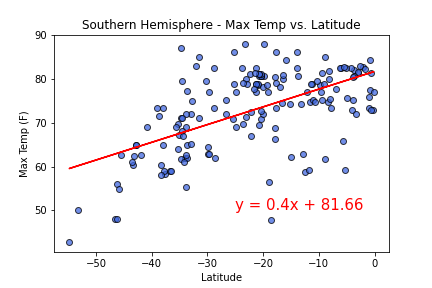 Southern Hemisphere - Max Temp vs. Latitude
90
80
70
60
50
Max Temp (F)
y = 0.4x + 81.66
−50
−40
−30
−20
−10
0
Latitude